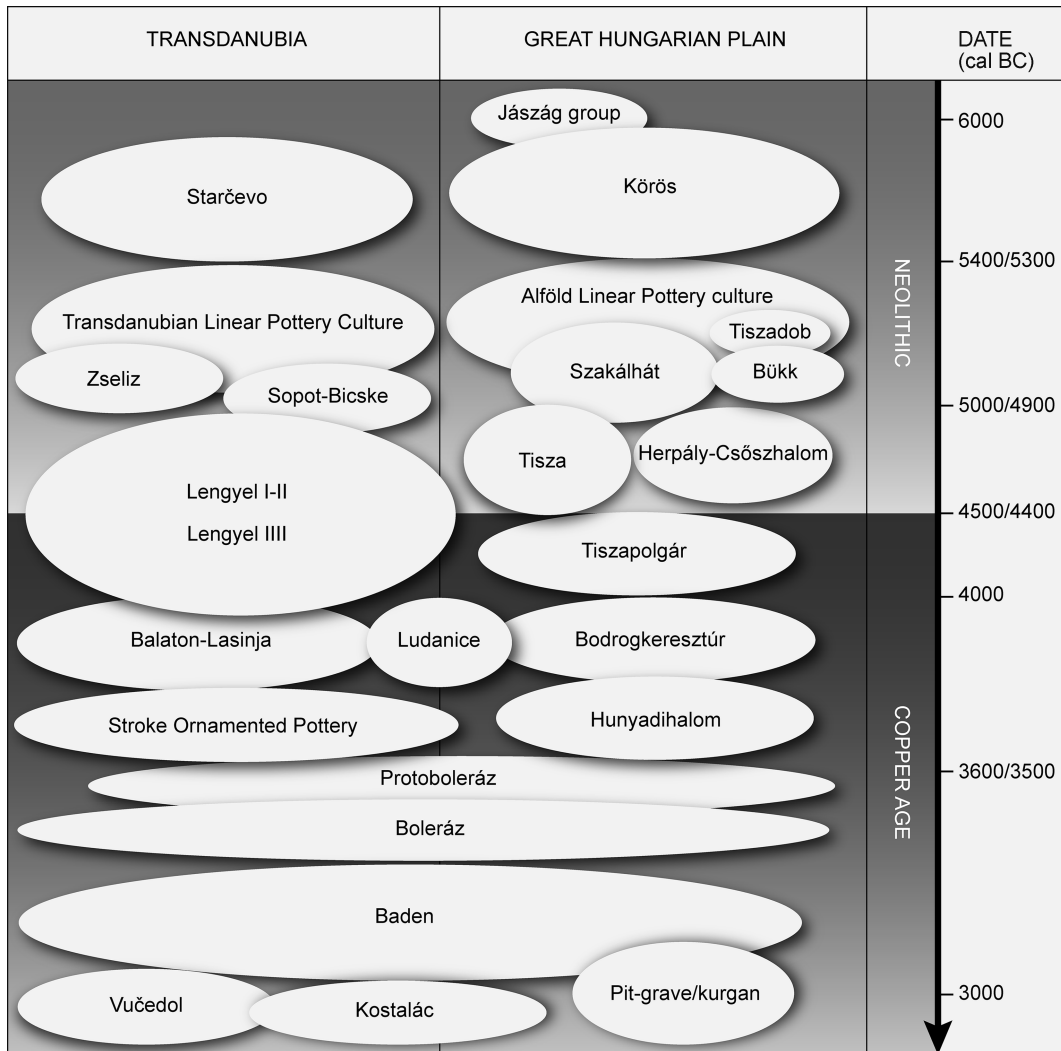 TRANSDANUBIA
GREAT HUNGARIAN PLAIN
DATE
(cal BC)
Jászág group
6000
Starčevo
Körös
5400/5300
NEOLITHIC
Transdanubian Linear Pottery Culture
Alföld Linear Pottery culture
Tiszadob
Zseliz
Szakálhát
Bükk
Sopot-Bicske
5000/4900
Tisza
Herpály-Csőszhalom
Lengyel I-II
Lengyel IIII
4500/4400
Tiszapolgár
4000
Balaton-Lasinja
Ludanice
Bodrogkeresztúr
Stroke Ornamented Pottery
Hunyadihalom
COPPER AGE
3600/3500
Protoboleráz
Boleráz
Baden
Vučedol
Kostalác
Pit-grave/kurgan
3000